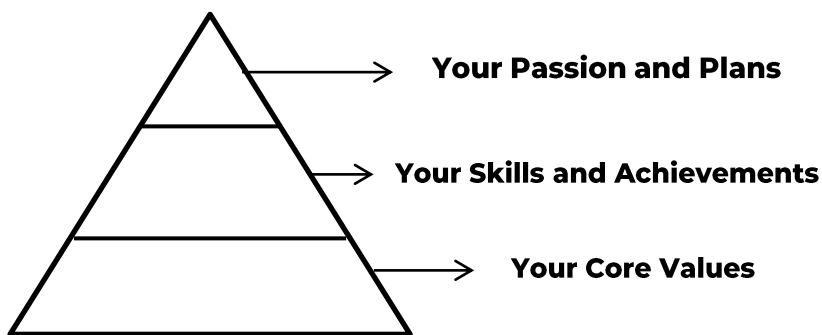 Your Passion and Plans
Your Skills and Achievements
Your Core Values